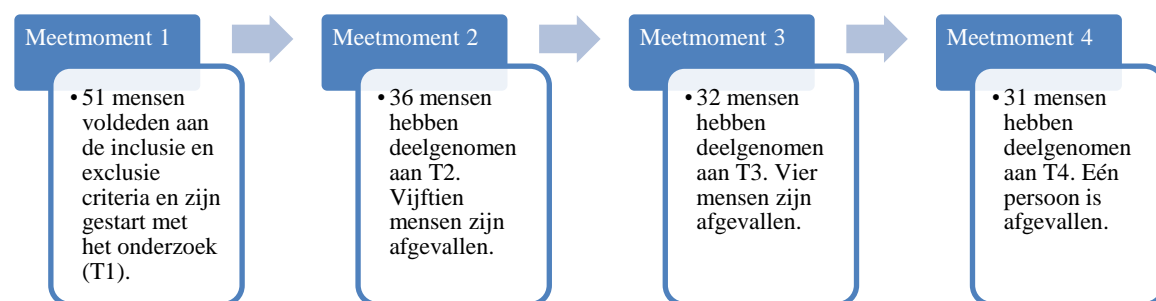 Meetmoment 1
• 51 mensen
voldeden aan
de inclusie en
exclusie
criteria en zijn
gestart met
het onderzoek
(T1).
Meetmoment 2
• 36 mensen
hebben
deelgenomen
aan T2.
Vijftien
mensen zijn
afgevallen.
Meetmoment 3
• 32 mensen
hebben
deelgenomen
aan T3. Vier
mensen zijn
afgevallen.
Meetmoment 4
• 31 mensen
hebben
deelgenomen
aan T4. Eén
persoon is
afgevallen.